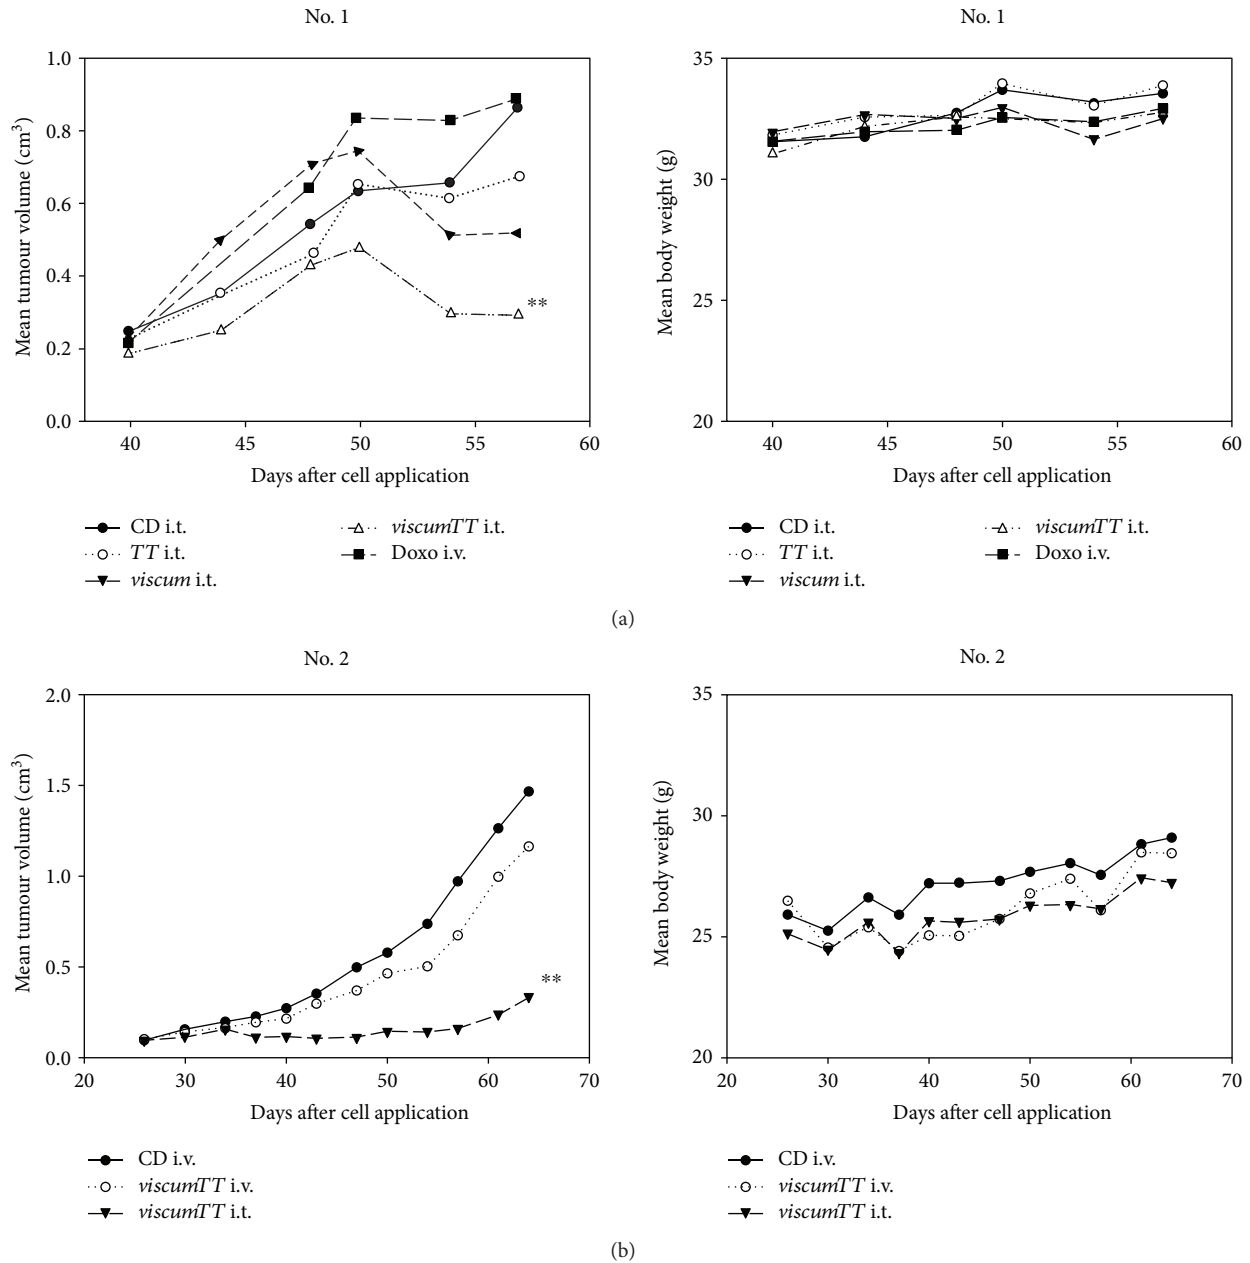 No. 1
No. 1
Mean tumour volume (cm³)
1.0
0.8
0.6
0.4
0.2
0.0
**
40
45
50
55
60
Days after cell application
Mean body weight (g)
35
30
25
20
40
45
50
55
60
Days after cell application
CD i.t.
TT i.t.
viscum i.t.
viscumTT i.t.
Doxo i.v.
CD i.t.
TT i.t.
viscum i.t.
viscumTT i.t.
Doxo i.v.
(a)
No. 2
No. 2
Mean tumour volume (cm³)
2.0
1.5
1.0
0.5
0.0
**
20
30
40
50
60
70
Days after cell application
Mean body weight (g)
35
30
25
20
20
30
40
50
60
70
Days after cell application
CD i.v.
viscumTT i.v.
viscumTT i.t.
CD i.v.
viscumTT i.v.
viscumTT i.t.
(b)